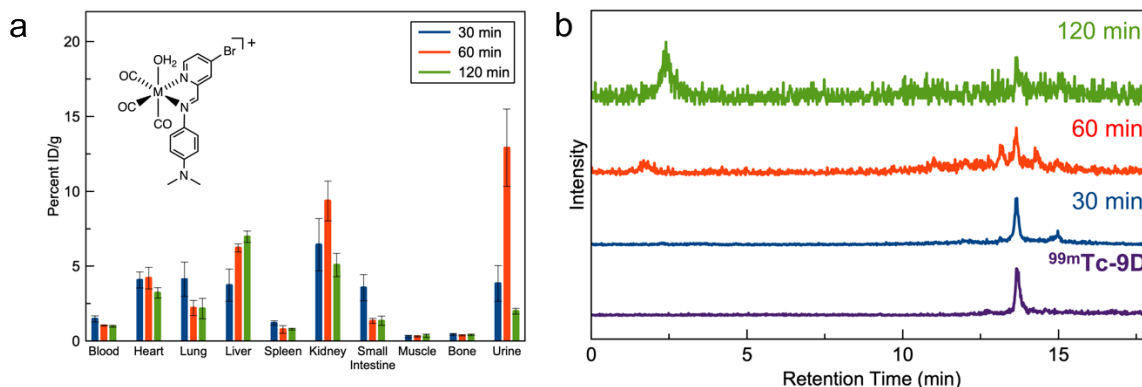 a
Percent ID/g
20
15
10
5
0
OH2
]+
Br
OC
M
N
OC
N
CO
N
30 min
60 min
120 min
Blood
Heart
Lung
Liver
Spleen
Kidney
Small
Intestine
Muscle
Bone
Urine
b
Intensity
120 min
60 min
30 min
99mTc-9D
0
5
10
15
Retention Time (min)